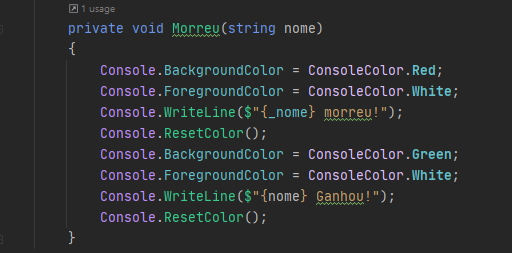 1 usage
private void Morreu(string nome)
{
    Console.BackgroundColor = ConsoleColor.Red;
    Console.ForegroundColor = ConsoleColor.White;
    Console.WriteLine($"{_nome} morreu!");
    Console.ResetColor();
    Console.BackgroundColor = ConsoleColor.Green;
    Console.ForegroundColor = ConsoleColor.White;
    Console.WriteLine($"{nome} Ganhou!");
    Console.ResetColor();
}